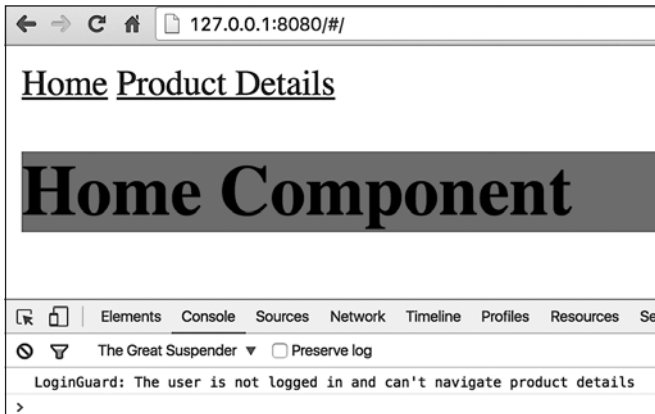 127.0.0.1:8080/#/
Home Product Details
Home Component
Elements Console Sources Network Timeline Profiles Resources
The Great Suspender ▼ Preserve log
LoginGuard: The user is not logged in and can't navigate product details
>